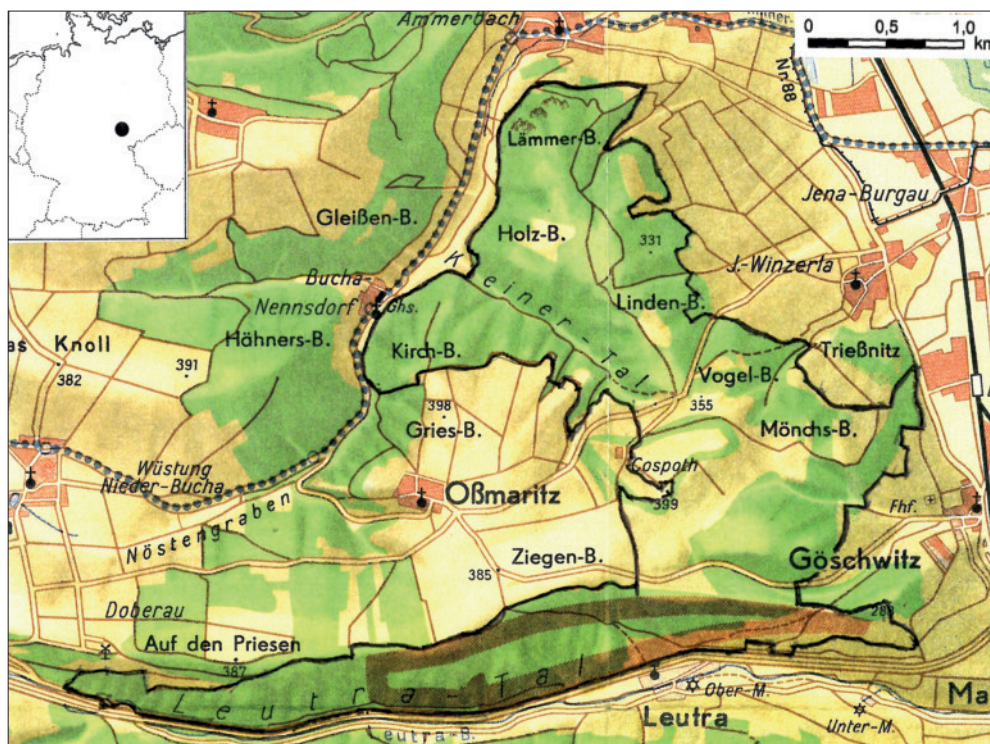 Ammerbach
0 0,5 1,0
km
Nr. 88
Lämmer-B.
Jena-Burgau
Gleißen-B.
Holz-B.
331
J.-Winzerla
Keiner-Tal
Bucha
Nennsdorf
Ghs.
Linden-B.
Hähners-B.
Knoll
382
391
Kirch-B.
Trießnitz
Vogel-B.
355
398
Gries-B.
Mönchs-B.
Wüstung
Nieder-Bucha
Cospoth
399
Oßmaritz
Fhf.
Nöstengraben
Ziegen-B.
385
Göschwitz
Doberau
Auf den Priesen
387
Leutra-Tal
Ober-M.
Leutra
Unter-M.
Leutra-B.